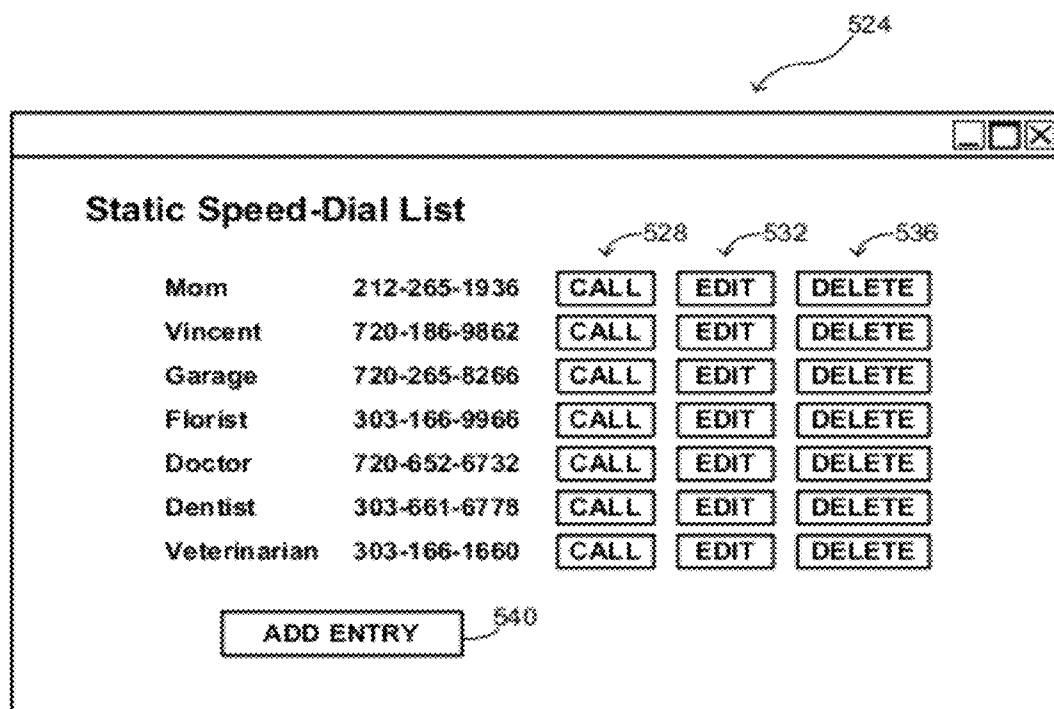 524
Static Speed-Dial List
528 532 536
Mom 212-265-1936 CALL EDIT DELETE
Vincent 720-186-9862 CALL EDIT DELETE
Garage 720-265-8266 CALL EDIT DELETE
Florist 303-166-9966 CALL EDIT DELETE
Doctor 720-652-6732 CALL EDIT DELETE
Dentist 303-661-6778 CALL EDIT DELETE
Veterinarian 303-166-1660 CALL EDIT DELETE
ADD ENTRY 540